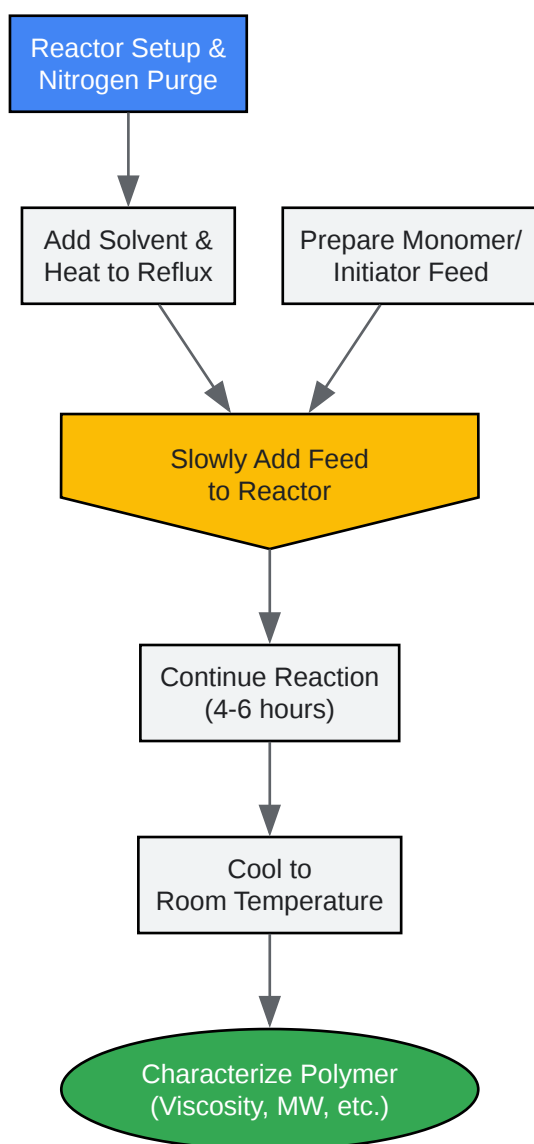 Reactor Setup &
Nitrogen Purge
Add Solvent &
Heat to Reflux
Prepare Monomer/
Initiator Feed
Slowly Add Feed
to Reactor
Continue Reaction
(4-6 hours)
Cool to
Room Temperature
Characterize Polymer
(Viscosity, MW, etc.)